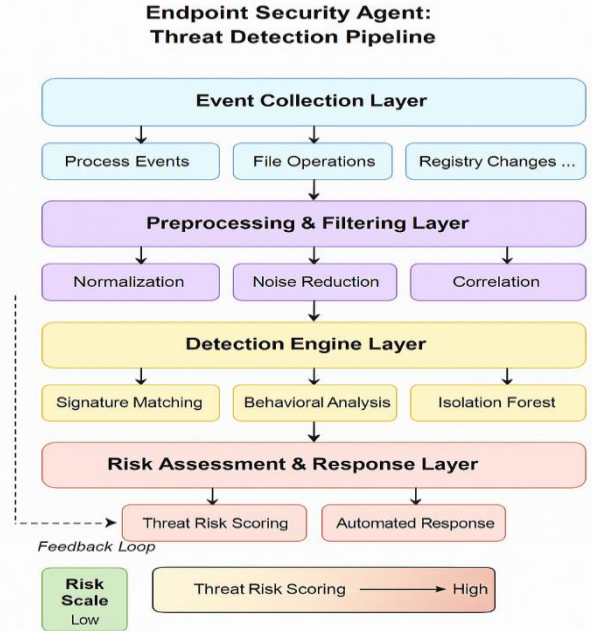 Endpoint Security Agent:
Threat Detection Pipeline
Event Collection Layer
Process Events
File Operations
Registry Changes ...
Preprocessing & Filtering Layer
Normalization
Noise Reduction
Correlation
Detection Engine Layer
Signature Matching
Behavioral Analysis
Isolation Forest
Risk Assessment & Response Layer
Threat Risk Scoring
Automated Response
Feedback Loop
Risk
Scale
Low
Threat Risk Scoring
High